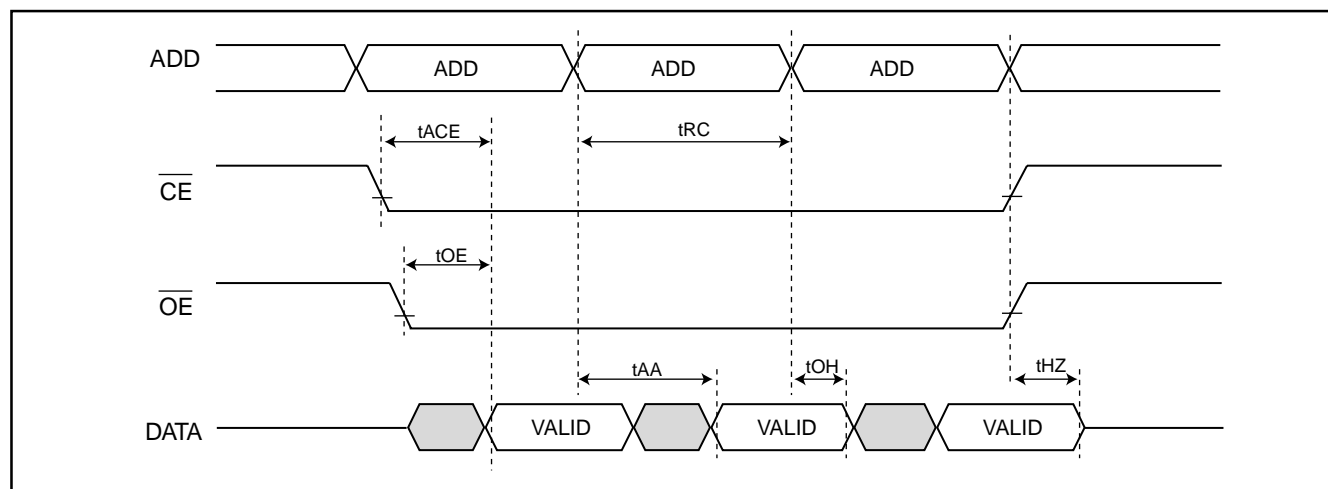 ADD ADD ADD ADD
tACE tRC
CE
tOE
OE
tAA tOH tHZ
DATA VALID VALID VALID